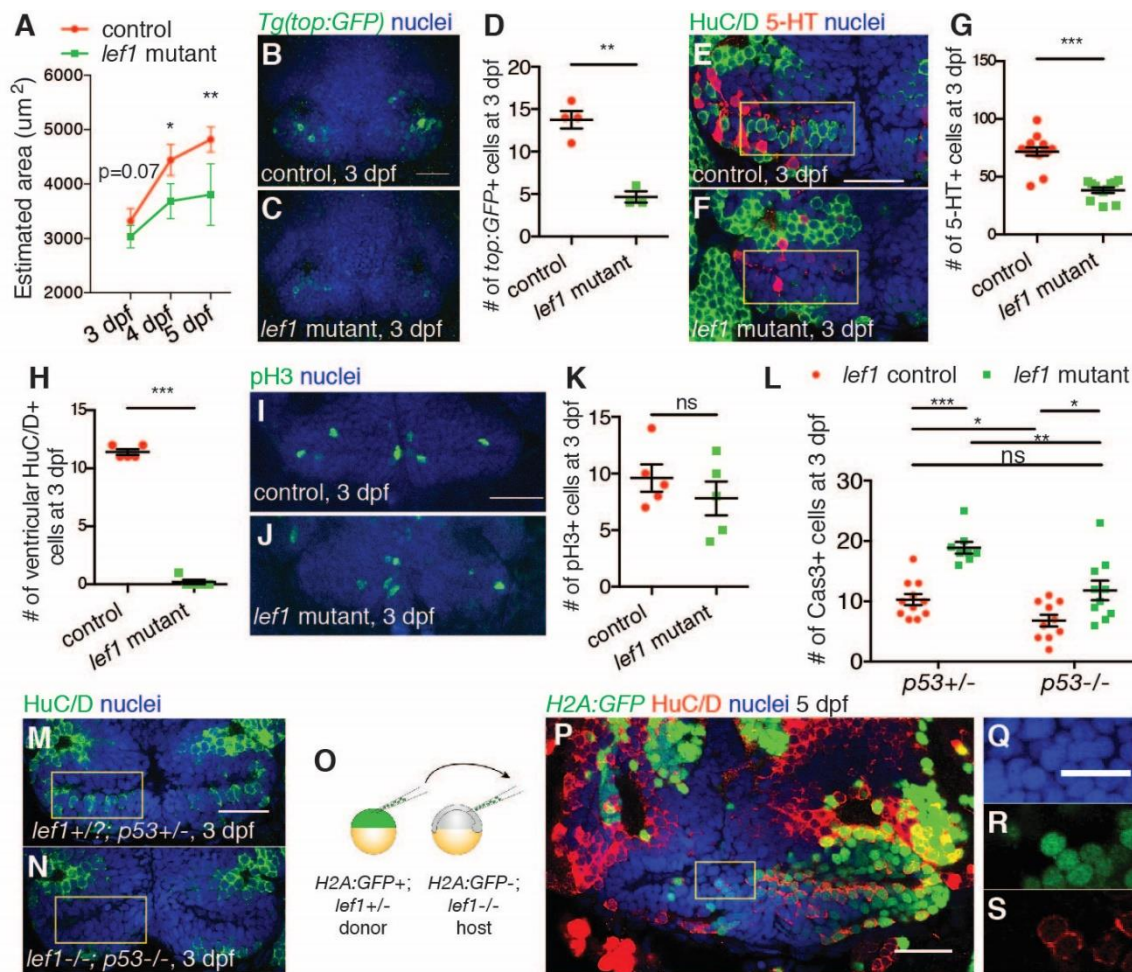 A
control
lef1 mutant
Estimated area (um²)
6000
5000
4000
3000
2000
p=0.07
*
**
3 dpf
4 dpf
5 dpf
Tg(top:GFP) nuclei
B
control, 3 dpf
C
lef1 mutant, 3 dpf
D
# of top:GFP+ cells at 3 dpf
20
15
10
5
0
**
control
lef1 mutant
HuC/D 5-HT nuclei
E
control, 3 dpf
F
lef1 mutant, 3 dpf
G
# of 5-HT+ cells at 3 dpf
150
100
50
0
***
control
lef1 mutant
H
# of ventricular HuC/D+
cells at 3 dpf
15
10
5
0
***
control
lef1 mutant
pH3 nuclei
I
control, 3 dpf
J
lef1 mutant, 3 dpf
K
# of pH3+ cells at 3 dpf
15
10
5
0
ns
control
lef1 mutant
L
lef1 control
lef1 mutant
# of Cas3+ cells at 3 dpf
30
20
10
0
***
*
*
**
ns
p53+/-
p53-/-
HuC/D nuclei
M
lef1+/?; p53+/-, 3 dpf
N
lef1-/-; p53-/-, 3 dpf
O
H2A:GFP+;
lef1+/-
donor
H2A:GFP-;
lef1-/-
host
H2A:GFP HuC/D nuclei 5 dpf
P
Q
R
S